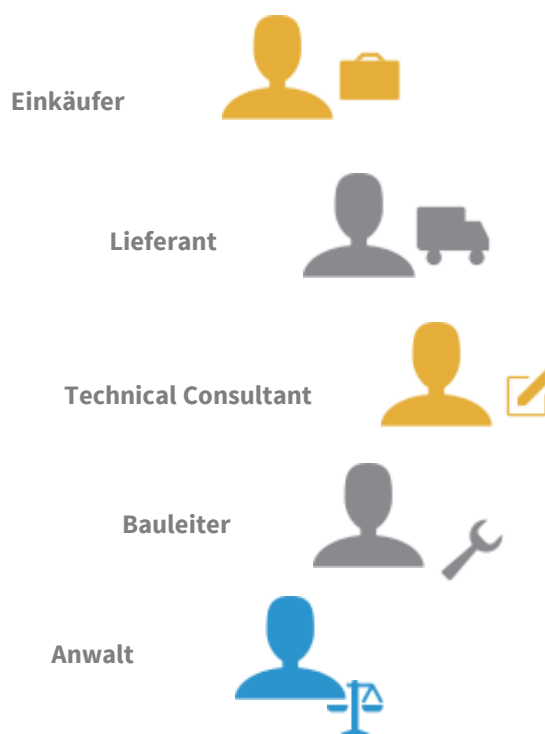 Einkäufer
Lieferant
Technical Consultant
Bauleiter
Anwalt